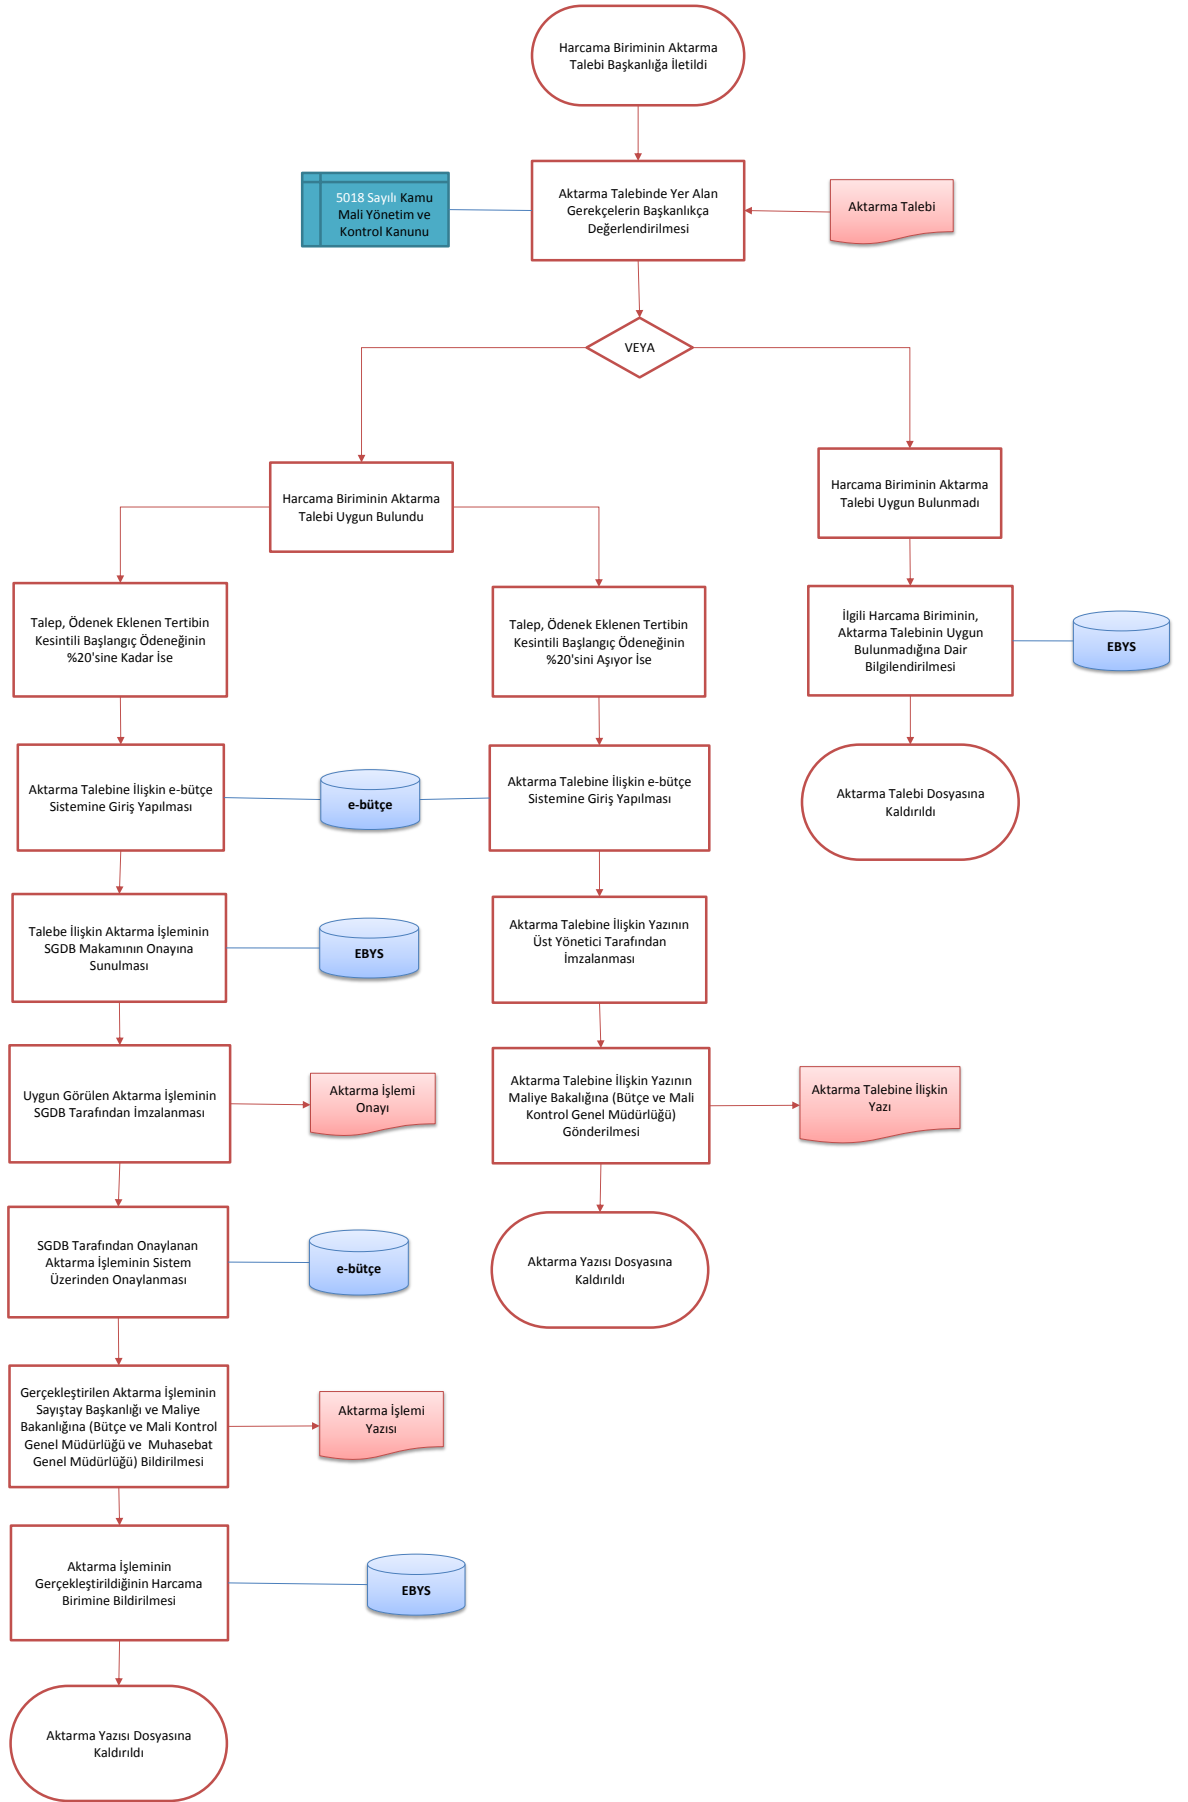 Harcama Biriminin Aktarma
Talebi Başkanlığa İletildi
5018 Sayılı Kamu
Mali Yönetim ve
Kontrol Kanunu
Aktarma Talebinde Yer Alan
Gerekçelerin Başkanlıkça
Değerlendirilmesi
Aktarma Talebi
VEYA
Harcama Biriminin Aktarma
Talebi Uygun Bulundu
Harcama Biriminin Aktarma
Talebi Uygun Bulunmadı
Talep, Ödenek Eklenen Tertibin
Kesintili Başlangıç Ödeneğinin
%20'sine Kadar İse
Talep, Ödenek Eklenen Tertibin
Kesintili Başlangıç Ödeneğinin
%20'sini Aşıyor İse
İlgili Harcama Biriminin,
Aktarma Talebinin Uygun
Bulunmadığına Dair
Bilgilendirilmesi
EBYS
Aktarma Talebine İlişkin e-bütçe
Sistemine Giriş Yapılması
e-bütçe
Aktarma Talebine İlişkin e-bütçe
Sistemine Giriş Yapılması
Aktarma Talebi Dosyasına
Kaldırıldı
Talebe İlişkin Aktarma İşleminin
SGDB Makamının Onayına
Sunulması
EBYS
Aktarma Talebine İlişkin Yazının
Üst Yönetici Tarafından
İmzalanması
Uygun Görülen Aktarma İşleminin
SGDB Tarafından İmzalanması
Aktarma İşlemi
Onayı
Aktarma Talebine İlişkin Yazının
Maliye Bakalığına (Bütçe ve Mali
Kontrol Genel Müdürlüğü)
Gönderilmesi
Aktarma Talebine İlişkin
Yazı
SGDB Tarafından Onaylanan
Aktarma İşleminin Sistem
Üzerinden Onaylanması
e-bütçe
Aktarma Yazısı Dosyasına
Kaldırıldı
Gerçekleştirilen Aktarma İşleminin
Sayıştay Başkanlığı ve Maliye
Bakanlığına (Bütçe ve Mali Kontrol
Genel Müdürlüğü ve  Muhasebat
Genel Müdürlüğü) Bildirilmesi
Aktarma İşlemi
Yazısı
Aktarma İşleminin
Gerçekleştirildiğinin Harcama
Birimine Bildirilmesi
EBYS
Aktarma Yazısı Dosyasına
Kaldırıldı